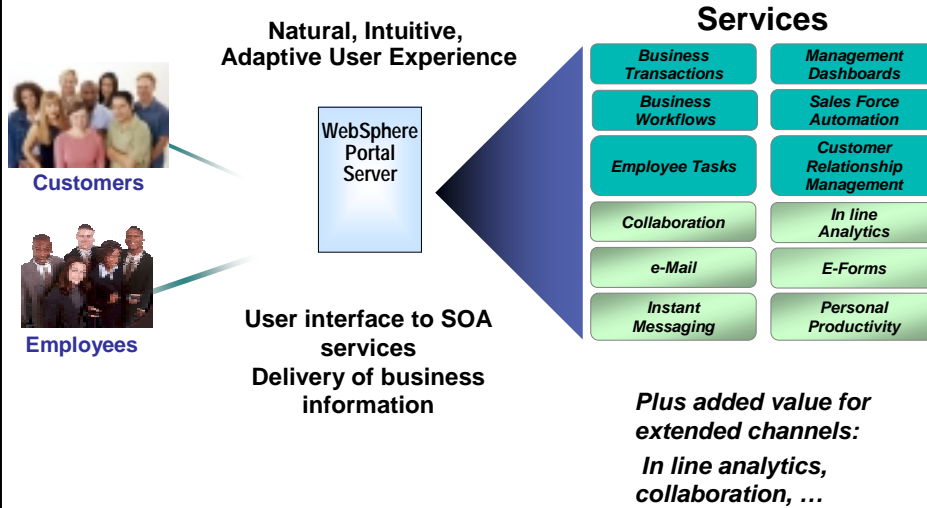 Natural, Intuitive,
Adaptive User Experience
Customers
Employees
WebSphere
Portal
Server
User interface to SOA
services
Delivery of business
information
Services
Business
Transactions
Management
Dashboards
Business
Workflows
Sales Force
Automation
Employee Tasks
Customer
Relationship
Management
Collaboration
In line
Analytics
e-Mail
E-Forms
Instant
Messaging
Personal
Productivity
Plus added value for
extended channels:
In line analytics,
collaboration, …